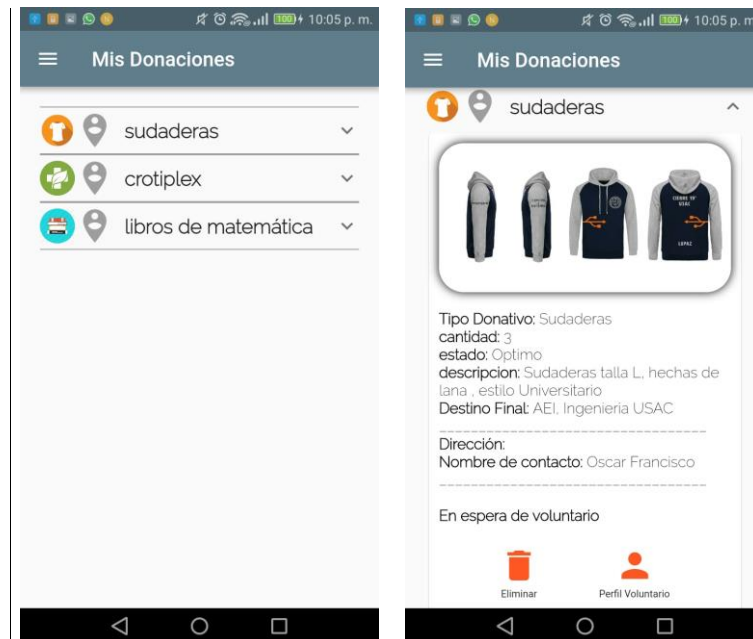 100 10:05 p. m.
Mis Donaciones
sudaderas
crotiplex
libros de matemática
100 10:05 p. m
Mis Donaciones
sudaderas
Tipo Donativo: Sudaderas
cantidad: 3
estado: Optimo
descripcion: Sudaderas talla L, hechas de
lana , estilo Universitario
Destino Final: AEI, Ingenieria USAC
Dirección:
Nombre de contacto: Oscar Francisco
En espera de voluntario
Eliminar
Perfil Voluntario